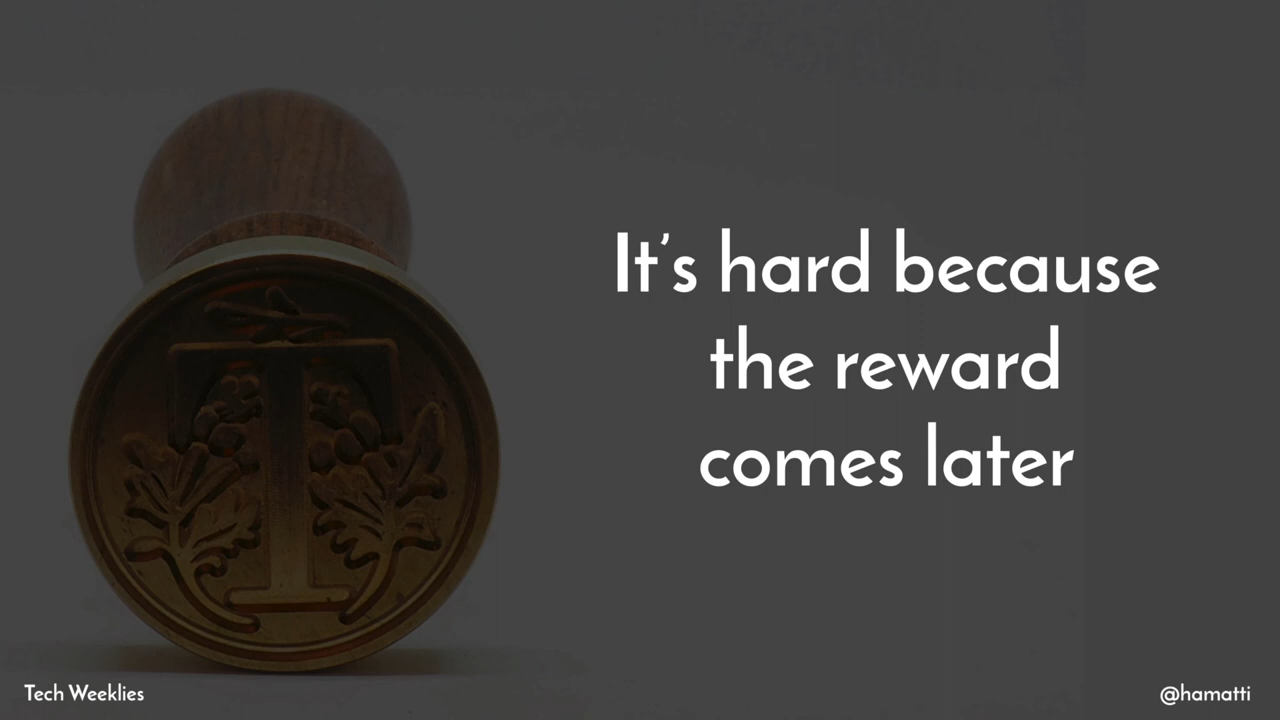 It's hard because
the reward
comes later
T
Tech Weeklies
@hamatti